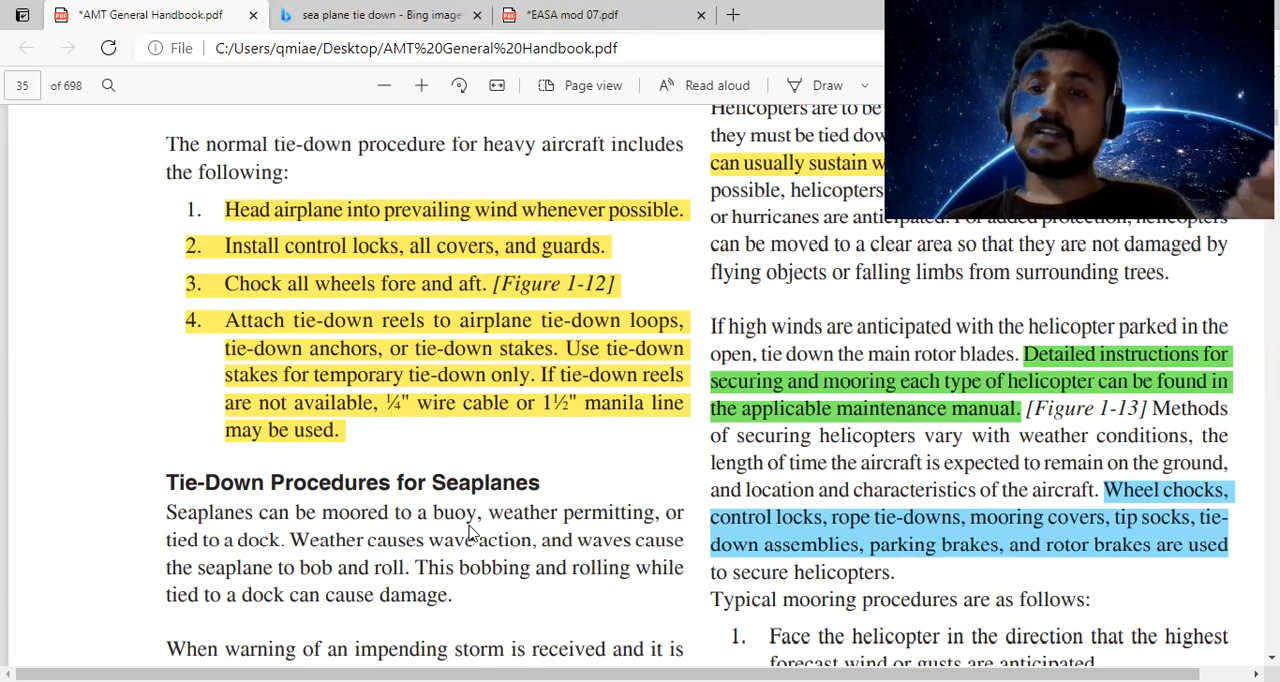 *AMT General Handbook.pdf
sea plane tie down - Bing image
*EASA mod 07.pdf
File
C:/Users/qmiae/Desktop/AMT%20General%20Handbook.pdf
35 of 698
Page view
Read aloud
Draw
The normal tie-down procedure for heavy aircraft includes
the following:
1. Head airplane into prevailing wind whenever possible.
2. Install control locks, all covers, and guards.
3. Chock all wheels fore and aft. [Figure 1-12]
4. Attach tie-down reels to airplane tie-down loops,
tie-down anchors, or tie-down stakes. Use tie-down
stakes for temporary tie-down only. If tie-down reels
are not available, ¼" wire cable or 1½" manila line
may be used.
Tie-Down Procedures for Seaplanes
Seaplanes can be moored to a buoy, weather permitting, or
tied to a dock. Weather causes wave action, and waves cause
the seaplane to bob and roll. This bobbing and rolling while
tied to a dock can cause damage.
When warning of an impending storm is received and it is
Helicopters are to be
they must be tied dow
can usually sustain w
possible, helicopters
or hurricanes are anticipated. For added protection, helicopters
can be moved to a clear area so that they are not damaged by
flying objects or falling limbs from surrounding trees.
If high winds are anticipated with the helicopter parked in the
open, tie down the main rotor blades. Detailed instructions for
securing and mooring each type of helicopter can be found in
the applicable maintenance manual. [Figure 1-13] Methods
of securing helicopters vary with weather conditions, the
length of time the aircraft is expected to remain on the ground,
and location and characteristics of the aircraft. Wheel chocks,
control locks, rope tie-downs, mooring covers, tip socks, tie-
down assemblies, parking brakes, and rotor brakes are used
to secure helicopters.
Typical mooring procedures are as follows:
1. Face the helicopter in the direction that the highest
forecast wind or gusts are anticipated.